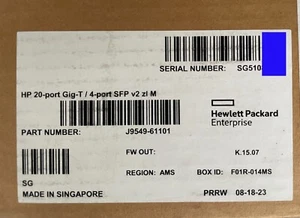 SERIAL NUMBER: SG510
HP 20-port Gig-T / 4-port SFP v2 zl M
Hewlett Packard
Enterprise
PART NUMBER: J9549-61101
FW OUT: K.15.07
REGION: AMS BOX ID: F01R-014MS
SG
MADE IN SINGAPORE PRRW 08-18-23